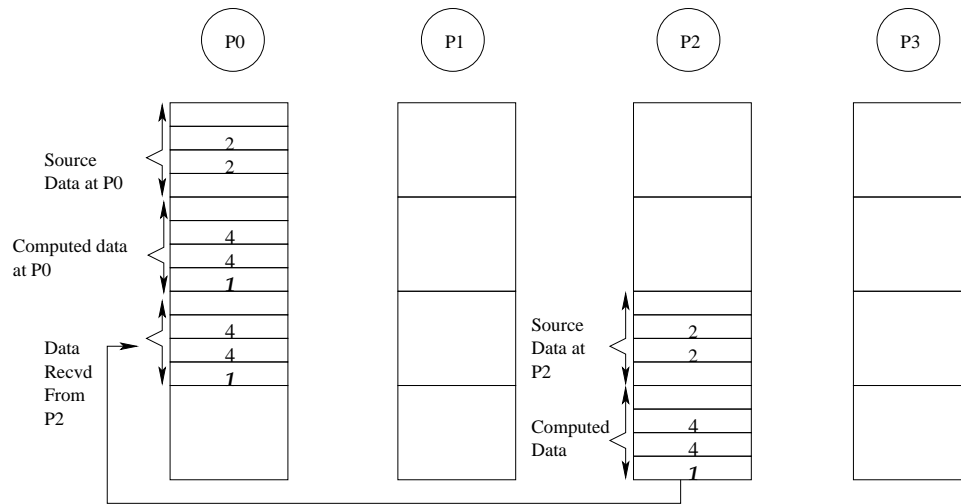 P0
P1
P2
P3
Source
Data at P0
2
2
Computed data
at P0
4
4
1
Data
Recvd
From
P2
4
4
1
Source
Data at
P2
2
2
Computed
Data
4
4
1